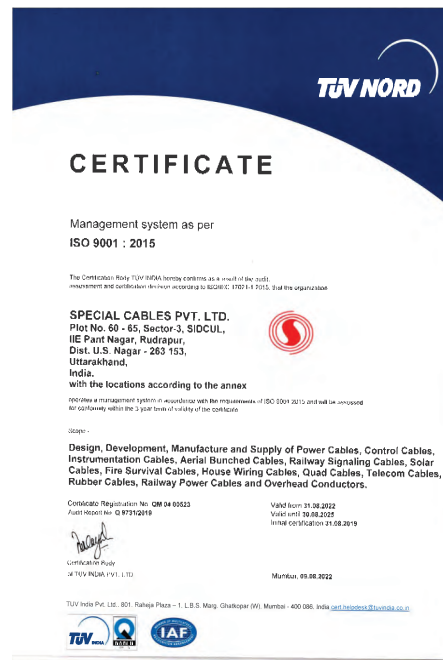 TÜV NORD
CERTIFICATE
Management system as per
ISO 9001 : 2015
The Certification Body TÜV INDIA hereby confirms as a result of the audit,
assessment and certification decision according to ISO/IEC 17021-1:2015, that the organization
SPECIAL CABLES PVT. LTD.
Plot No. 60 - 65, Sector-3, SIDCUL,
IIE Pant Nagar, Rudrapur,
Dist. U.S. Nagar - 263 153,
Uttarakhand,
India.
with the locations according to the annex
operates a management system in accordance with the requirements of ISO 9001:2015 and will be assessed
for conformity within the 3 year term of validity of the certificate
Scope -
Design, Development, Manufacture and Supply of Power Cables, Control Cables,
Instrumentation Cables, Aerial Bunched Cables, Railway Signaling Cables, Solar
Cables, Fire Survival Cables, House Wiring Cables, Quad Cables, Telecom Cables,
Rubber Cables, Railway Power Cables and Overhead Conductors.
Certificate Registration No. QM 04 00523
Audit Report No. Q 9731/2019
Valid from 31.08.2022
Valid until 30.08.2025
Initial certification 31.08.2019
Certification Body
at TÜV INDIA PVT. LTD.
Mumbai, 09.08.2022
TUV India Pvt. Ltd., 801, Raheja Plaza – 1, L.B.S. Marg, Ghatkopar (W), Mumbai - 400 086, India cert.helpdesk@tuvindia.co.in
TÜV INDIA
IAF